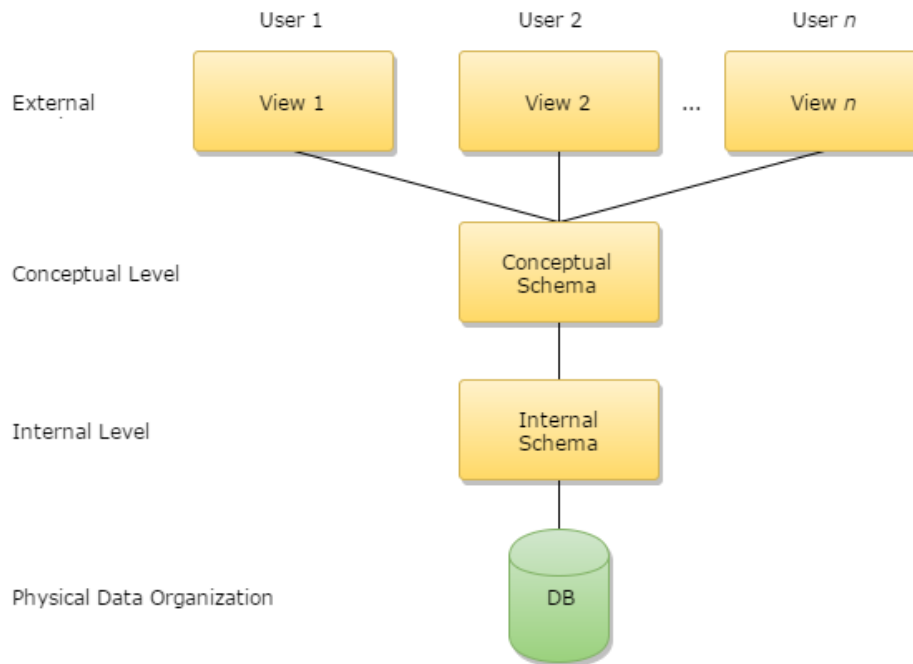 User 1
User 2
User n
External
View 1
View 2
...
View n
Conceptual Level
Conceptual
Schema
Internal Level
Internal
Schema
Physical Data Organization
DB